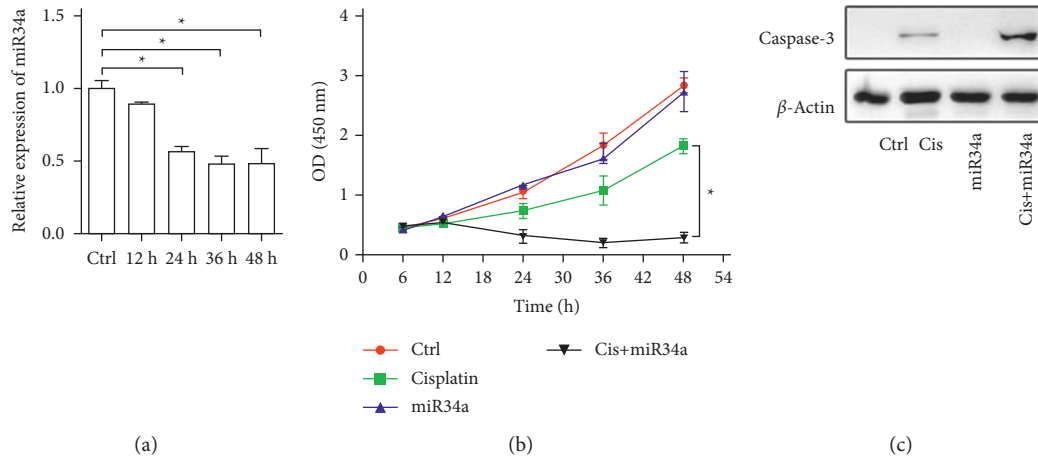 Relative expression of miR34a
1.5
1.0
0.5
0.0
Ctrl 12 h 24 h 36 h 48 h
*
*
*
(a)
OD (450 nm)
4
3
2
1
0
0 6 12 18 24 30 36 42 48 54
Time (h)
*
Ctrl
Cisplatin
miR34a
Cis+miR34a
(b)
Caspase-3
β-Actin
Ctrl Cis
miR34a
Cis+miR34a
(c)